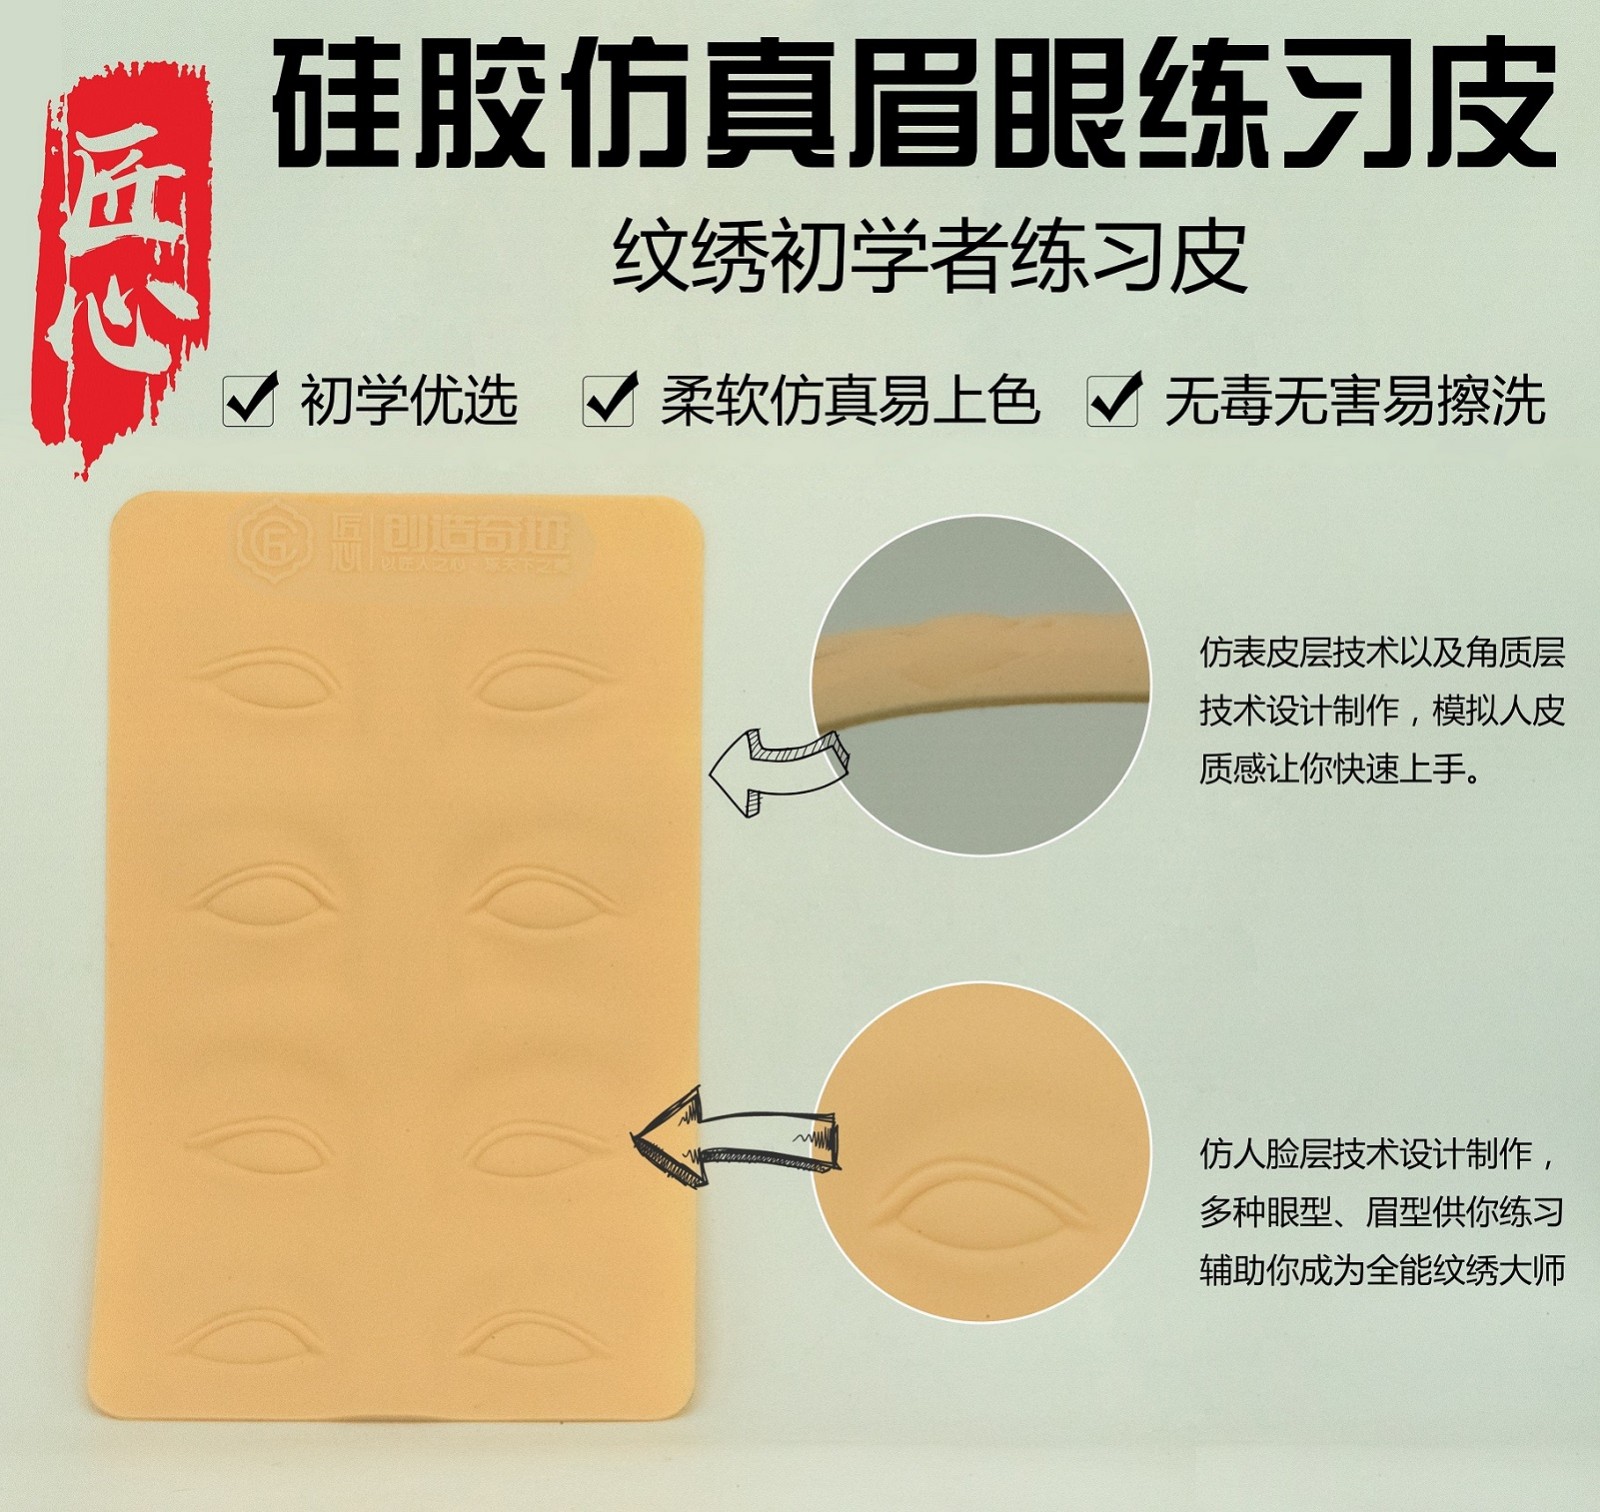 硅胶仿真眉眼练习皮
匠心
纹绣初学者练习皮
初学优选
柔软仿真易上色
无毒无害易擦洗
匠心 创造奇迹
仿表皮层技术以及角质层
技术设计制作，模拟人皮
质感让你快速上手。
仿人脸层技术设计制作，
多种眼型、眉型供你练习
辅助你成为全能纹绣大师